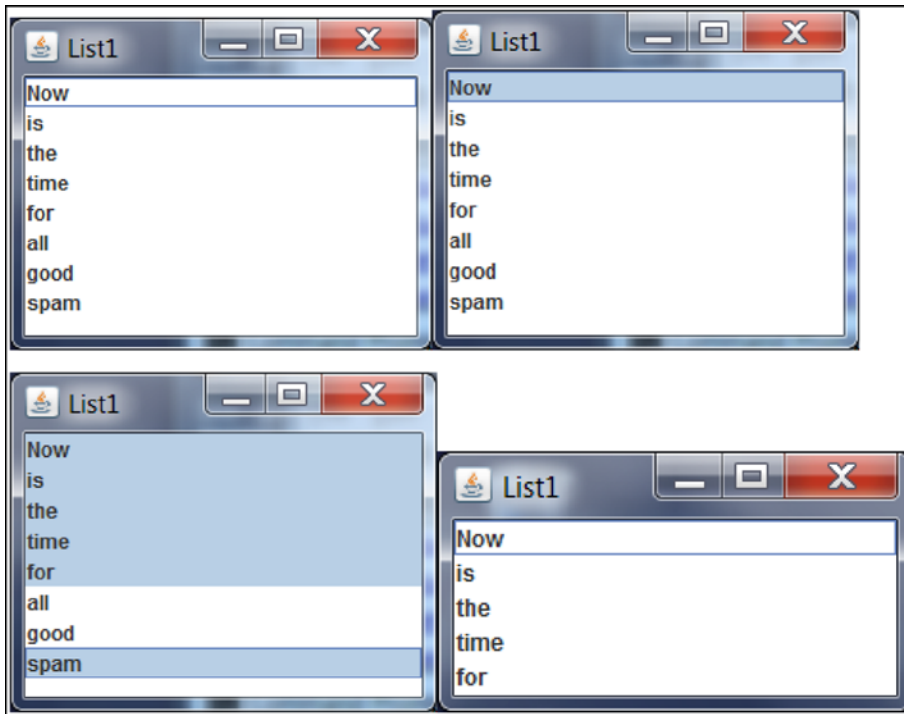 List1
Now
is
the
time
for
all
good
spam
List1
Now
is
the
time
for
all
good
spam
List1
Now
is
the
time
for
all
good
spam
List1
Now
is
the
time
for